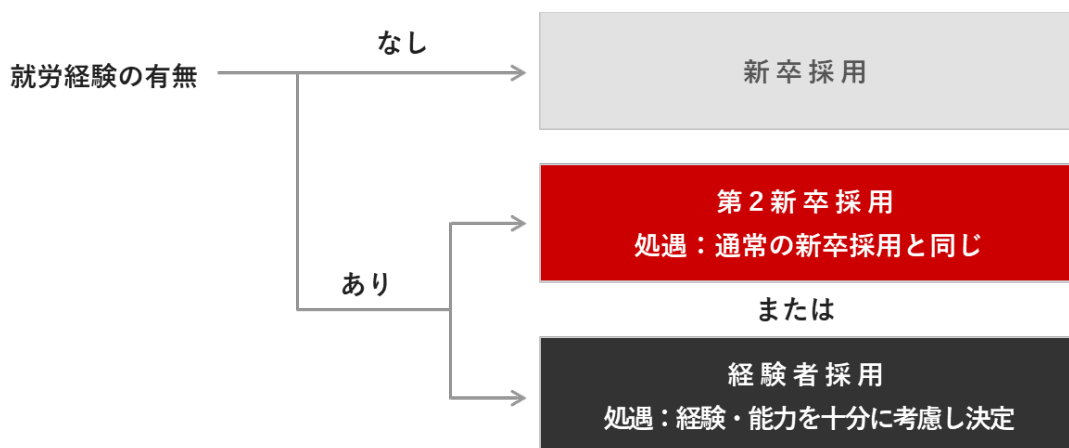 なし
就労経験の有無
新卒採用
第2新卒採用
処遇：通常の新卒採用と同じ
あり
または
経験者採用
処遇：経験・能力を十分に考慮し決定